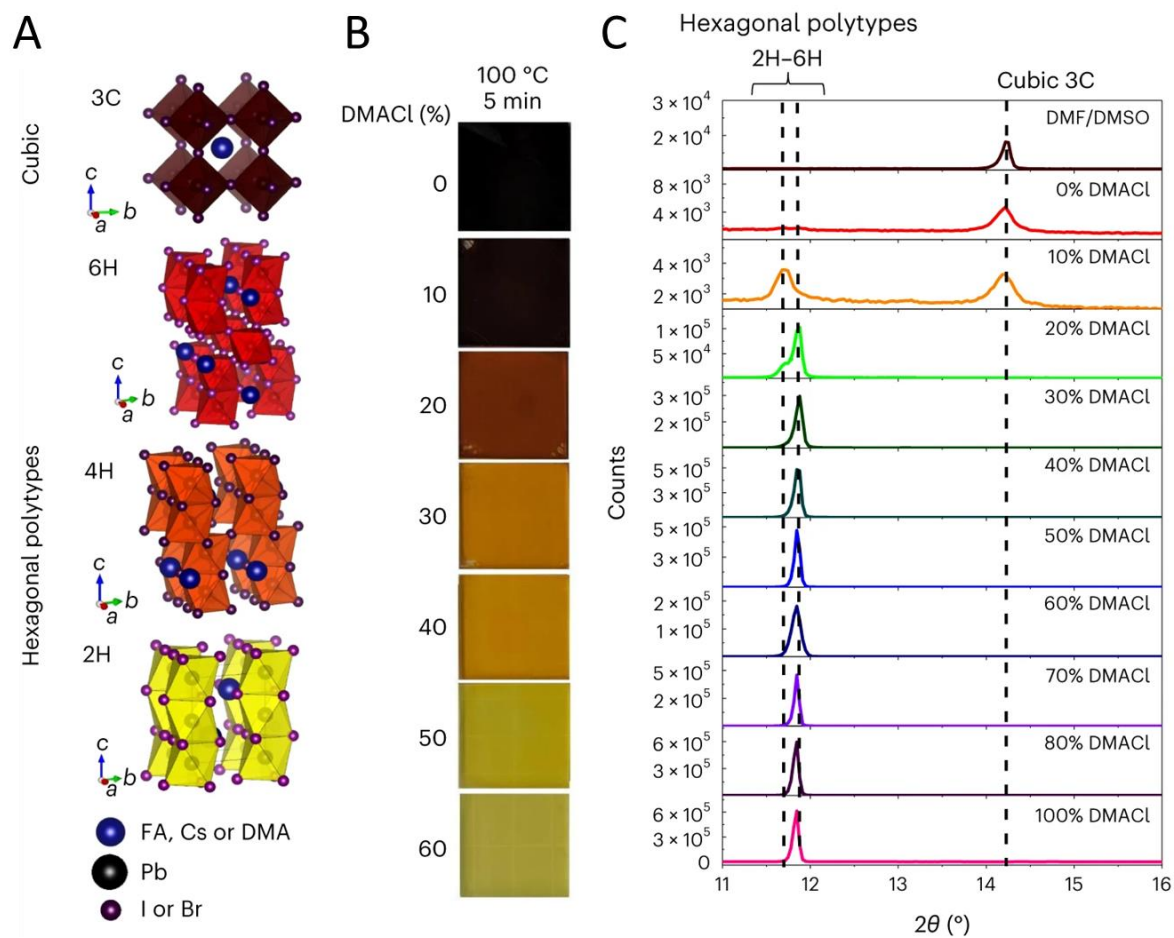 A
Cubic
3C
c
b
a
6H
c
b
a
Hexagonal polytypes
4H
c
b
a
2H
c
b
a
FA, Cs or DMA
Pb
I or Br
B
100 °C
5 min
DMACl (%)
0
10
20
30
40
50
60
C
Hexagonal polytypes
2H–6H
Cubic 3C
Counts
3 × 10⁴
2 × 10⁴
DMF/DMSO
8 × 10³
4 × 10³
0% DMACl
4 × 10³
2 × 10³
10% DMACl
1 × 10⁵
5 × 10⁴
20% DMACl
3 × 10⁵
2 × 10⁵
30% DMACl
5 × 10⁵
3 × 10⁵
40% DMACl
5 × 10⁵
3 × 10⁵
50% DMACl
2 × 10⁵
1 × 10⁵
60% DMACl
5 × 10⁵
2 × 10⁵
70% DMACl
6 × 10⁵
3 × 10⁵
80% DMACl
6 × 10⁵
3 × 10⁵
0
100% DMACl
11 12 13 14 15 16
2θ (°)